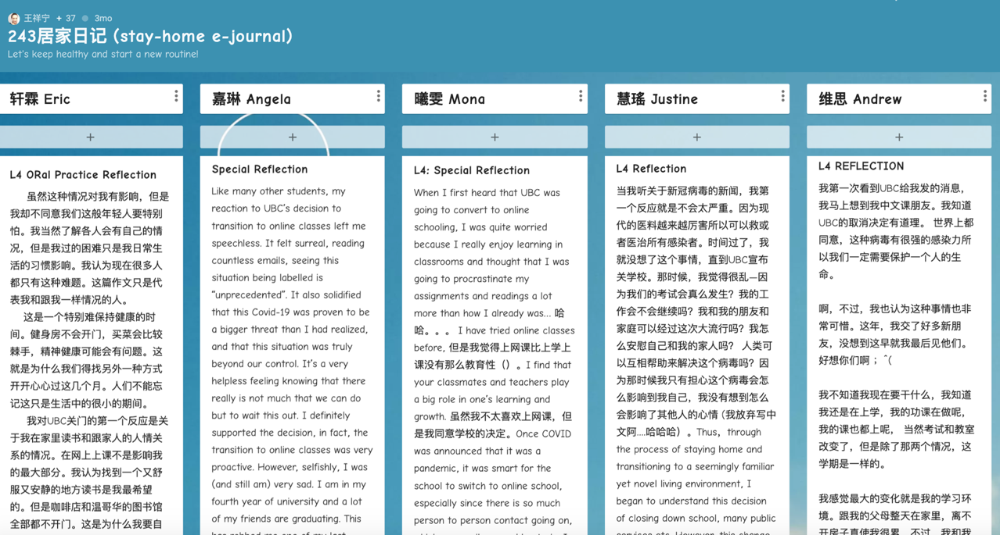 王祥宁 + 37 3mo
243居家日记 (stay-home e-journal)
Let's keep healthy and start a new routine!
轩霖 Eric
+
L4 ORal Practice Reflection
虽然这种情况对我有影响，但是
我却不同意我们这般年轻人要特别
怕。我当然了解各人会有自己的情
况，但是我过的困难只是我日常生
活的习惯影响。我认为现在很多人
都只有这种难题。这篇作文只是代
表我和跟我一样情况的人。
这是一个特别难保持健康的时
间。健身房不会开门，买菜会比较
棘手，精神健康可能会有问题。这
就是为什么我们得找另外一种方式
开开心心过这几个月。人们不能忘
记这只是生活中的很小的期间。
我对UBC关门的第一个反应是关
于我在家里读书和跟家人的人情关
系的情况。在网上上课不是影响我
的最大部分。我认为找到一个又舒
服又安静的地方读书是我最希望
的。但是咖啡店和温哥华的图书馆
全部都不开门。这是为什么我要自
嘉琳 Angela
+
Special Reflection
Like many other students, my
reaction to UBC's decision to
transition to online classes left me
speechless. It felt surreal, reading
countless emails, seeing this
situation being labelled is
“unprecedented”. It also solidified
that this Covid-19 was proven to be
a bigger threat than I had realized,
and that this situation was truly
beyond our control. It's a very
helpless feeling knowing that there
really is not much that we can do
but to wait this out. I definitely
supported the decision, in fact, the
transition to online classes was very
proactive. However, selfishly, I was
(and still am) very sad. I am in my
fourth year of university and a lot
of my friends are graduating. This
曦雯 Mona
+
L4: Special Reflection
When I first heard that UBC was
going to convert to online
schooling, I was quite worried
because I really enjoy learning in
classrooms and thought that I was
going to procrastinate my
assignments and readings a lot
more than how I already was... 哈
哈。。。 I have tried online classes
before, 但是我觉得上网课比上学上
课没有那么教育性（）。I find that
your classmates and teachers play
a big role in one's learning and
growth. 虽然我不太喜欢上网课，但
是我同意学校的决定。Once COVID
was announced that it was a
pandemic, it was smart for the
school to switch to online school,
especially since there is so much
person to person contact going on,
慧瑤 Justine
+
L4 Reflection
当我听关于新冠病毒的新闻，我第
一个反应就是不会太严重。因为现
代的医料越来越厉害所以可以救或
者医治所有感染者。时间过了，我
就没想了这个事情，直到UBC宣布
关学校。那时候，我觉得很乱—因
为我们的考试会真么发生？我的工
作会不会继续吗？我和我的朋友和
家庭可以经过这次大流行吗？我怎
么安慰自己和我的家人吗？ 人类可
以互相帮助来解决这个病毒吗？因
为那时候我只有担心这个病毒会怎
么影响到我自己，我没有想到怎么
会影响了其他人的心情 (我放弃写中
文阿....哈哈哈）。Thus, through
the process of staying home and
transitioning to a seemingly familiar
yet novel living environment, I
began to understand this decision
of closing down school, many public
services ets. However, this change
维思 Andrew
+
L4 REFLECTION
我第一次看到UBC给我发的消息，
我马上想到我中文课朋友。我知道
UBC的取消决定有道理。 世界上都
同意，这种病毒有很强的感染力所
以我们一定需要保护一个人的生
命。
啊，不过，我也认为这种事情也非
常可惜。这年，我交了好多新朋
友，没想到这早就我最后见他们。
好想你们啊； ˆ(
我不知道我现在要干什么，我知道
我还是在上学，我的功课在做呢，
我的课也都上呢， 当然考试和教室
改变了，但是除了那两个情况，这
学期是一样的。
我感觉最大的变化就是我的学习环
境。跟我的父母整天在家里，离不
开房子真使我很累。不过，我和我